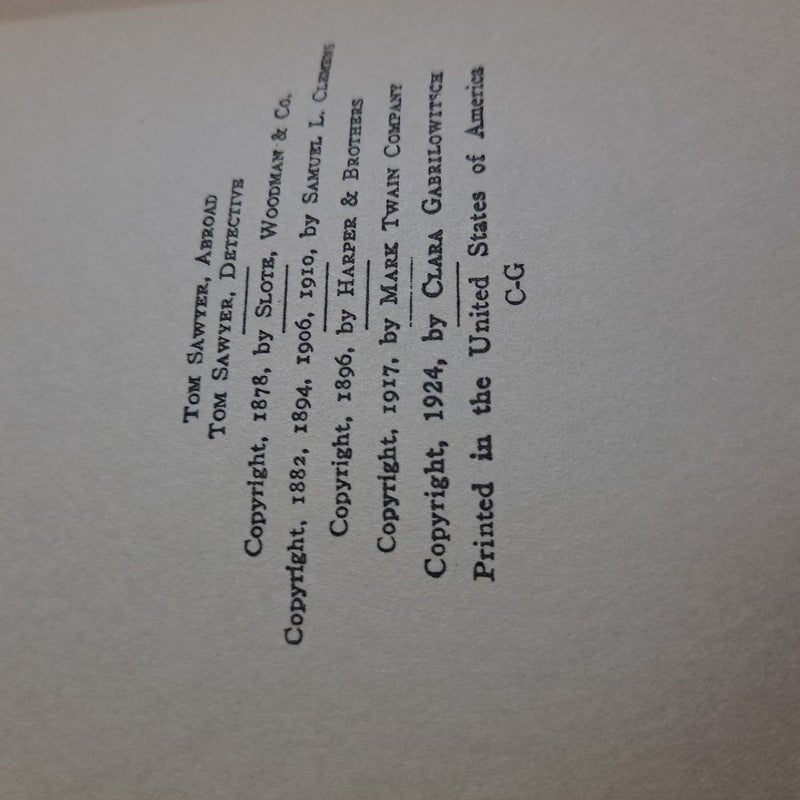 TOM SAWYER, ABROAD
TOM SAWYER, DETECTIVE
Copyright, 1878, by SLOTE, WOODMAN & CO.
Copyright, 1882, 1894, 1906, 1910, by SAMUEL L. CLEMENS
Copyright, 1896, by HARPER & BROTHERS
Copyright, 1917, by MARK TWAIN COMPANY
Copyright, 1924, by CLARA GABRILOWITSCH
Printed in the United States of America
C-G